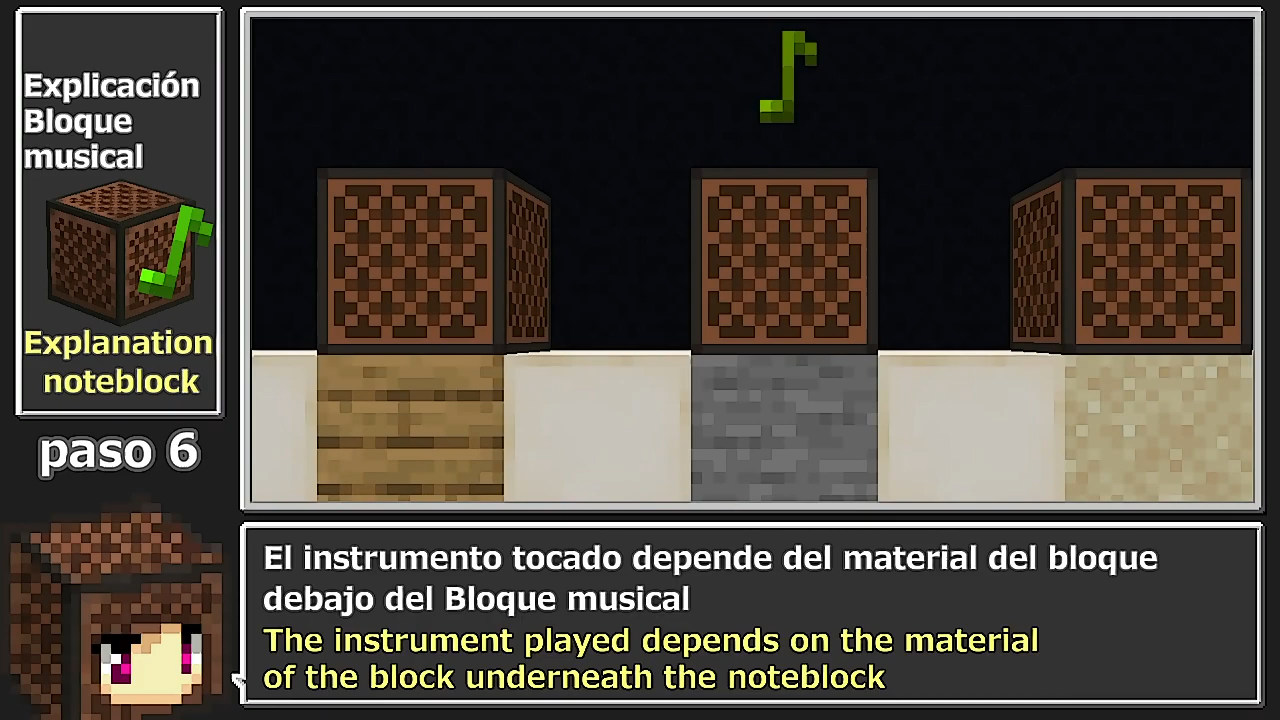 Explicación
Bloque
musical
Explanation
noteblock
paso 6
El instrumento tocado depende del material del bloque
debajo del Bloque musical
The instrument played depends on the material
of the block underneath the noteblock